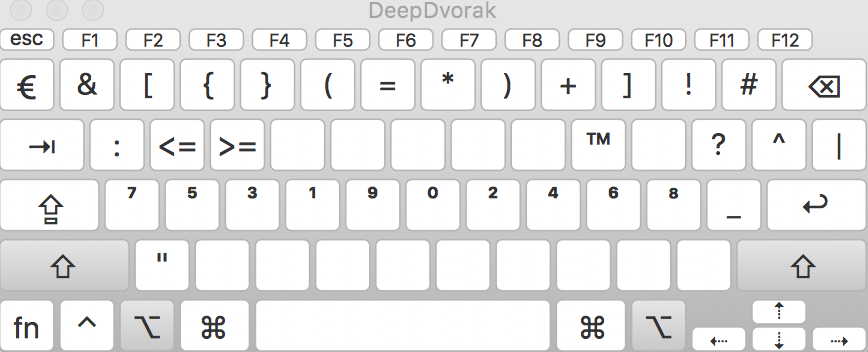 DeepDvorak
esc F1 F2 F3 F4 F5 F6 F7 F8 F9 F10 F11 F12
€ & [ { } ( = * ) + ] ! # ⌫
⇥ : <= >= ™ ? ^ |
⇪ 7 5 3 1 9 0 2 4 6 8 _ ↩
⇧ " ⇧
fn ^ ⌥ ⌘ ⌘ ⌥ ⇠ ⇡ ⇣ ⇢